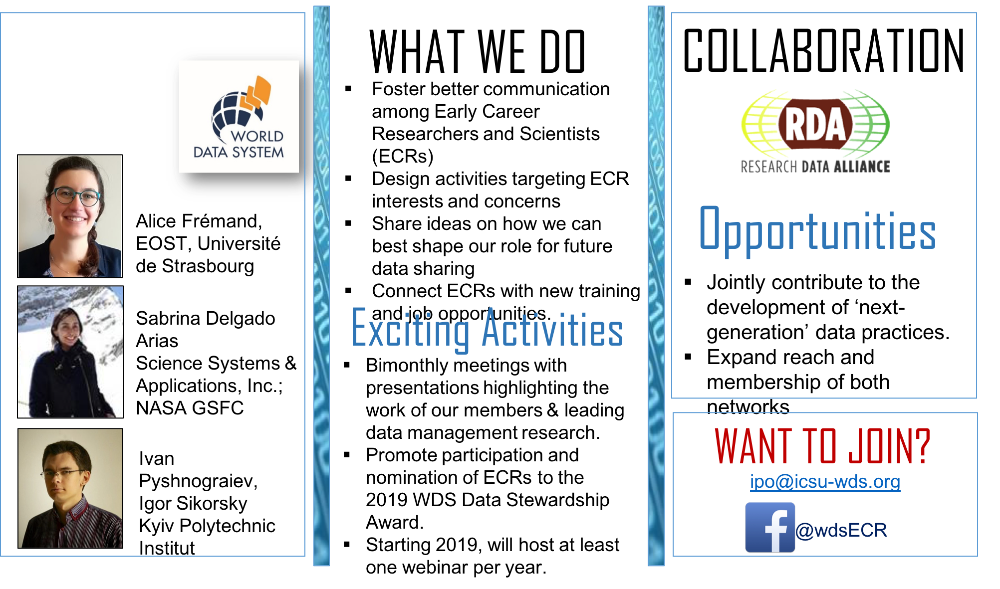 WORLD
DATA SYSTEM
Alice Frémand,
EOST, Université
de Strasbourg
Sabrina Delgado
Arias
Science Systems &
Applications, Inc.;
NASA GSFC
Ivan
Pyshnograiev,
Igor Sikorsky
Kyiv Polytechnic
Institut
WHAT WE DO
▪ Foster better communication
among Early Career
Researchers and Scientists
(ECRs)
▪ Design activities targeting ECR
interests and concerns
▪ Share ideas on how we can
best shape our role for future
data sharing
▪ Connect ECRs with new training
and job opportunities.
Exciting Activities
▪ Bimonthly meetings with
presentations highlighting the
work of our members & leading
data management research.
▪ Promote participation and
nomination of ECRs to the
2019 WDS Data Stewardship
Award.
▪ Starting 2019, will host at least
one webinar per year.
COLLABORATION
RDA
RESEARCH DATA ALLIANCE
Opportunities
▪ Jointly contribute to the
development of ‘next-
generation’ data practices.
▪ Expand reach and
membership of both
networks
WANT TO JOIN?
ipo@icsu-wds.org
f @wdsECR